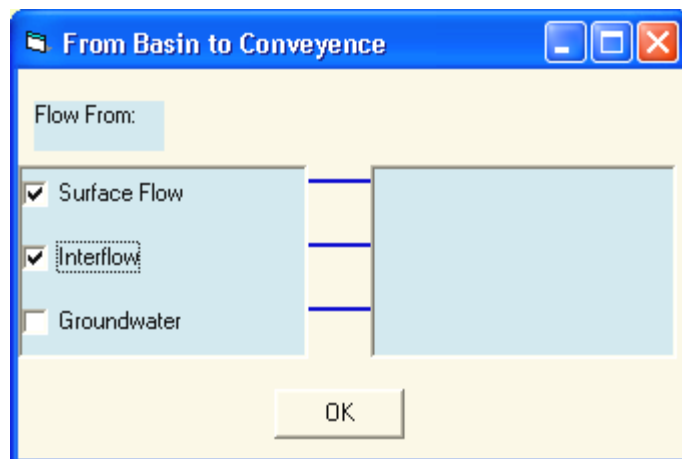 From Basin to Conveyence
Flow From:
Surface Flow
Interflow
Groundwater
OK